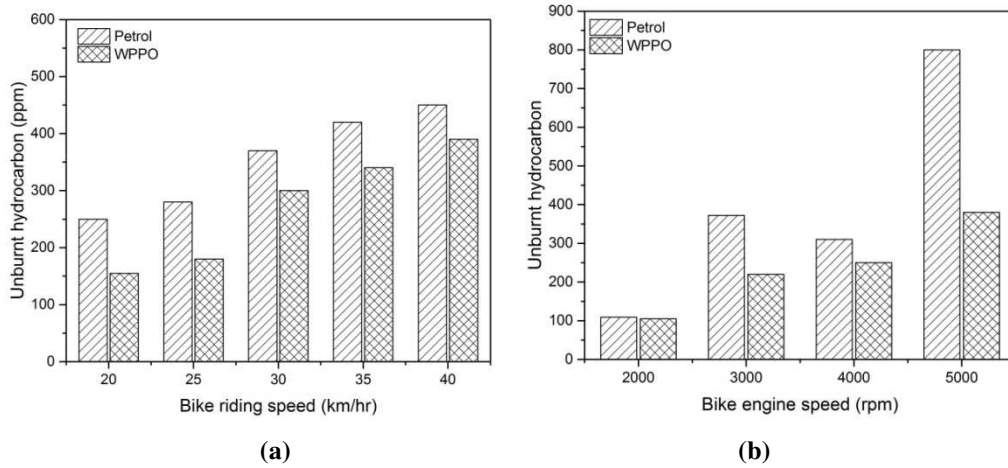 600
500
400
300
200
100
0
Unburnt hydrocarbon (ppm)
Petrol
WPPO
20 25 30 35 40
Bike riding speed (km/hr)
(a)
900
800
700
600
500
400
300
200
100
0
Unburnt hydrocarbon
Petrol
WPPO
2000 3000 4000 5000
Bike engine speed (rpm)
(b)